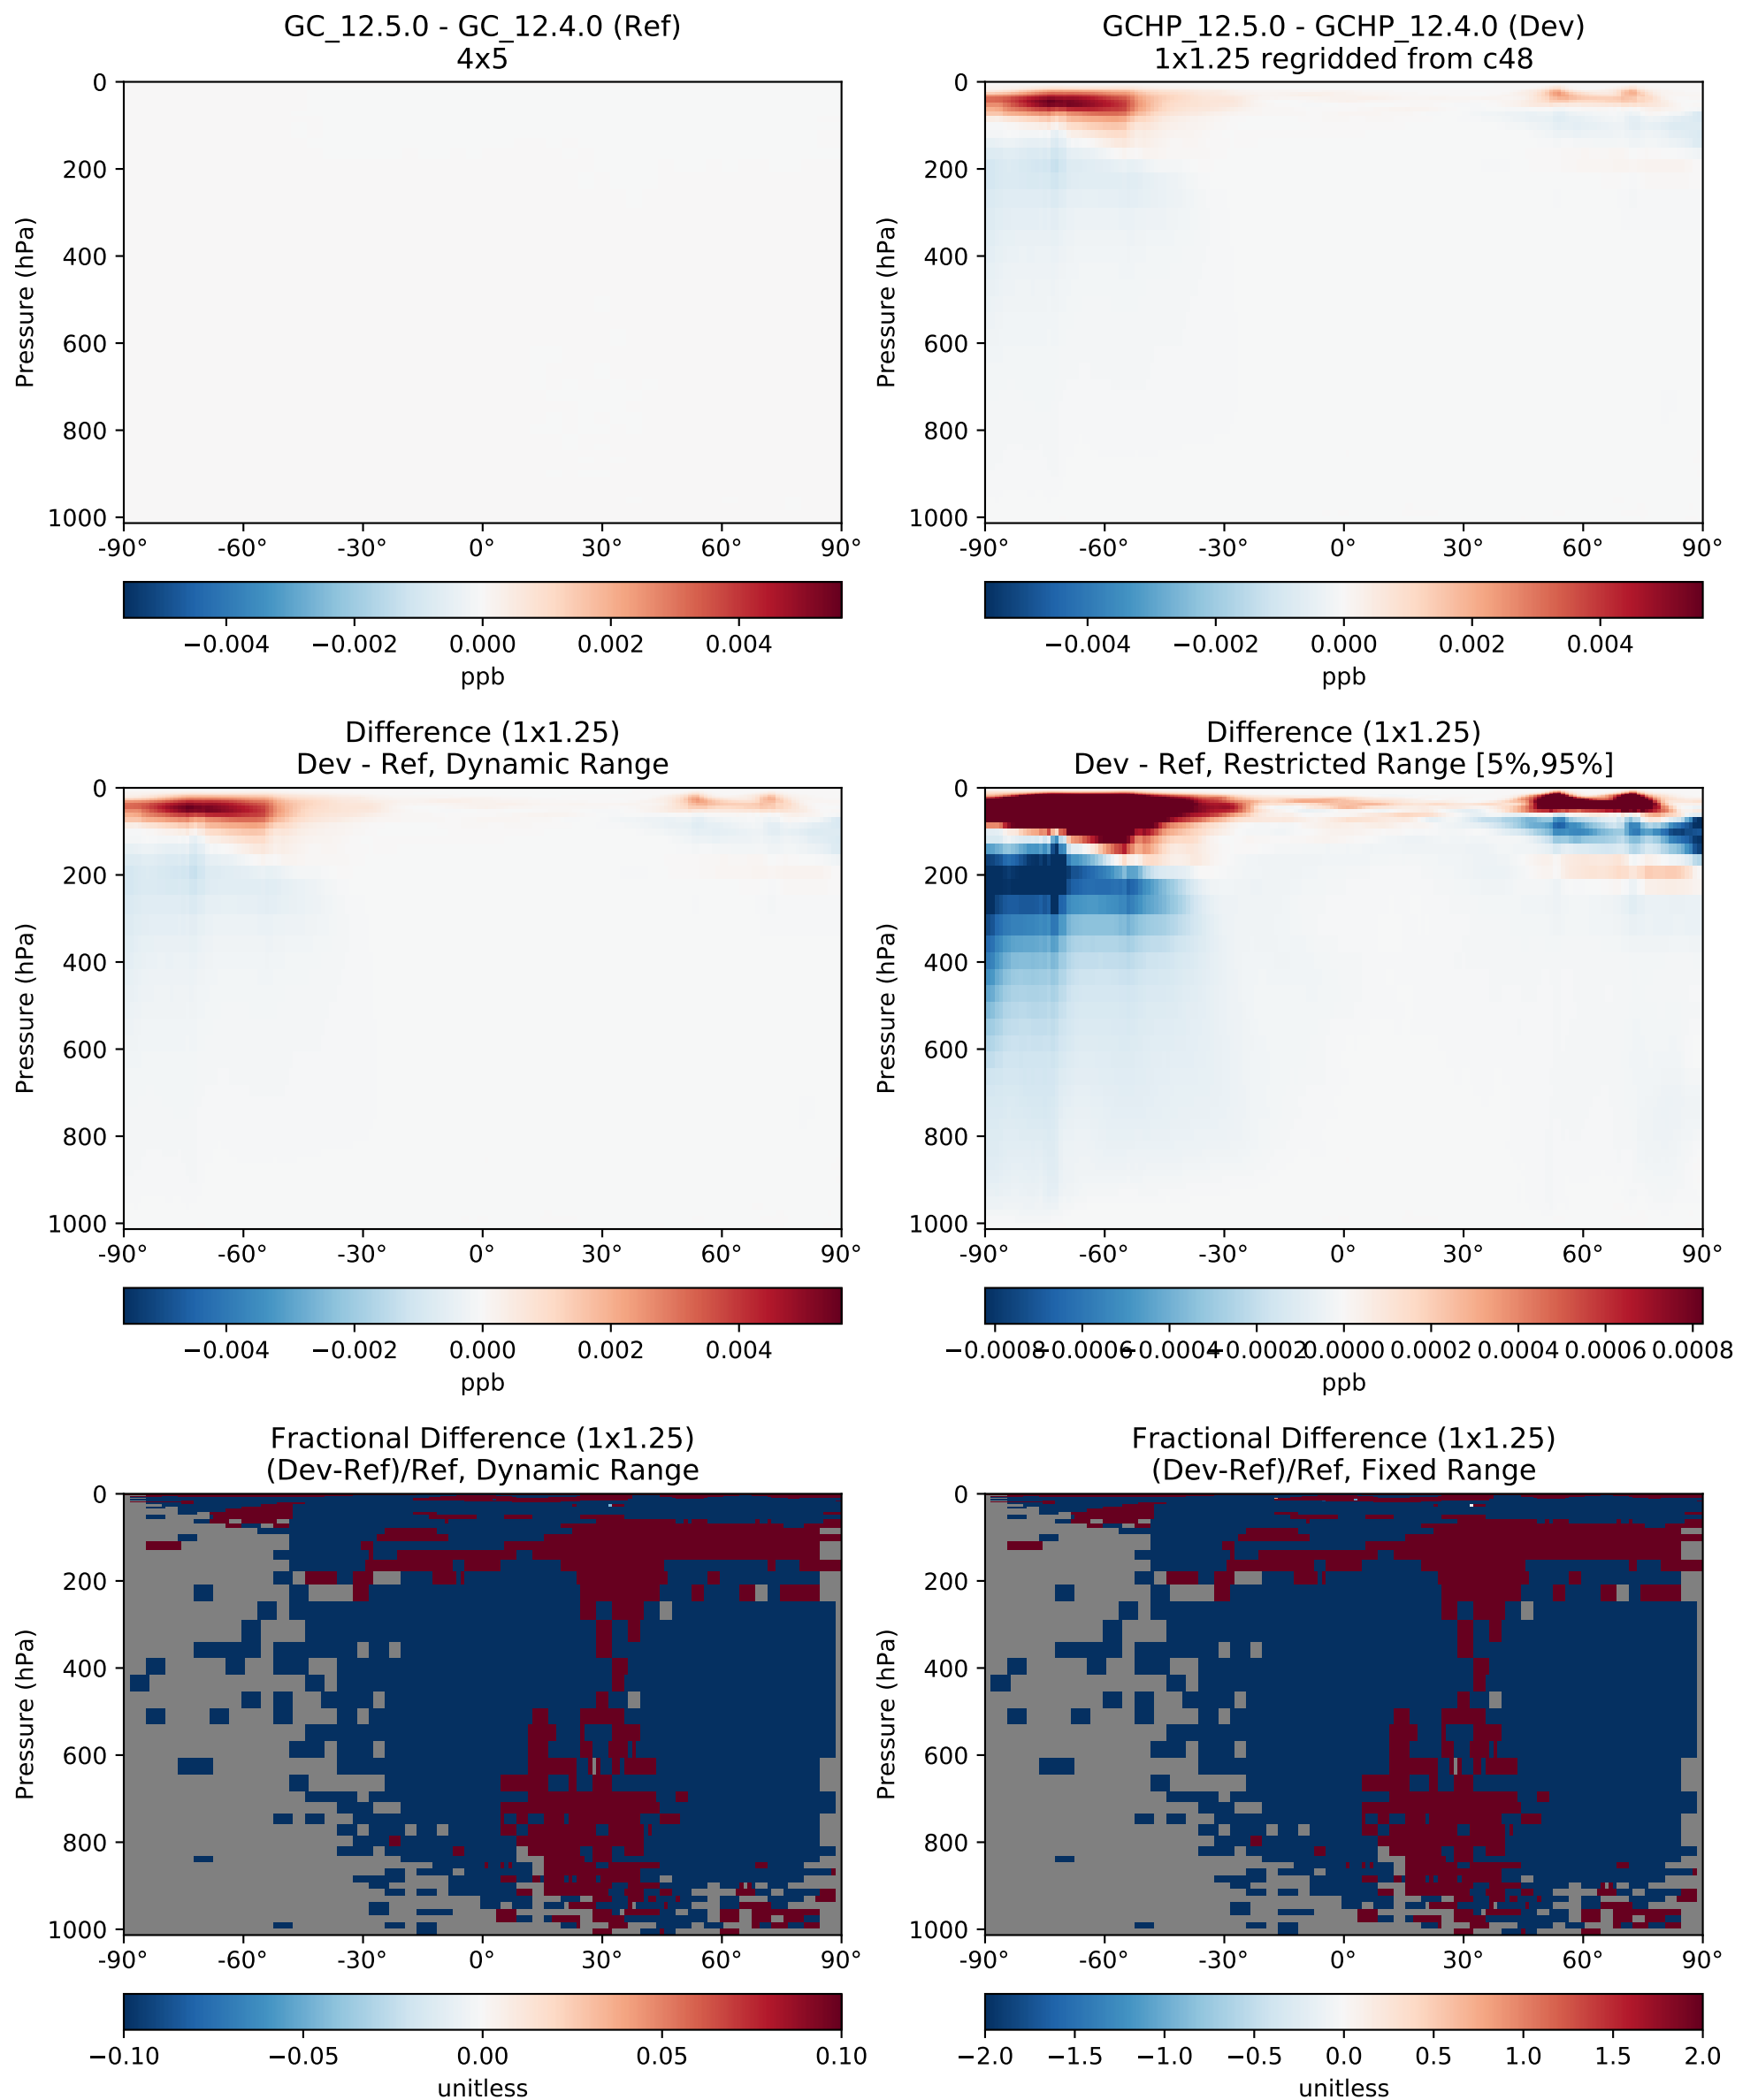 GC_12.5.0 - GC_12.4.0 (Ref)
4x5
0
200
400
600
800
1000
Pressure (hPa)
-90° -60° -30° 0° 30° 60° 90°
−0.004 −0.002 0.000 0.002 0.004
ppb
GCHP_12.5.0 - GCHP_12.4.0 (Dev)
1x1.25 regridded from c48
0
200
400
600
800
1000
Pressure (hPa)
-90° -60° -30° 0° 30° 60° 90°
−0.004 −0.002 0.000 0.002 0.004
ppb
Difference (1x1.25)
Dev - Ref, Dynamic Range
0
200
400
600
800
1000
Pressure (hPa)
-90° -60° -30° 0° 30° 60° 90°
−0.004 −0.002 0.000 0.002 0.004
ppb
Difference (1x1.25)
Dev - Ref, Restricted Range [5%,95%]
0
200
400
600
800
1000
Pressure (hPa)
-90° -60° -30° 0° 30° 60° 90°
−0.0008 −0.0006 −0.0004 −0.0002 0.0000 0.0002 0.0004 0.0006 0.0008
ppb
Fractional Difference (1x1.25)
(Dev-Ref)/Ref, Dynamic Range
0
200
400
600
800
1000
Pressure (hPa)
-90° -60° -30° 0° 30° 60° 90°
−0.10 −0.05 0.00 0.05 0.10
unitless
Fractional Difference (1x1.25)
(Dev-Ref)/Ref, Fixed Range
0
200
400
600
800
1000
Pressure (hPa)
-90° -60° -30° 0° 30° 60° 90°
−2.0 −1.5 −1.0 −0.5 0.0 0.5 1.0 1.5 2.0
unitless